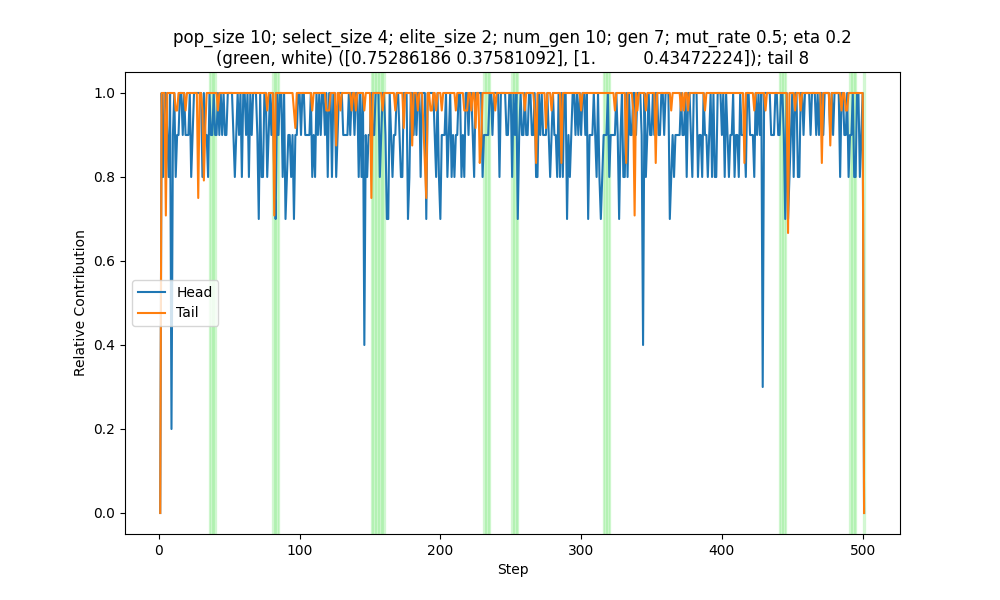 pop_size 10; select_size 4; elite_size 2; num_gen 10; gen 7; mut_rate 0.5; eta 0.2
(green, white) ([0.75286186 0.37581092], [1.         0.43472224]); tail 8
1.0
0.8
0.6
0.4
0.2
0.0
Relative Contribution
Head
Tail
0
100
200
300
400
500
Step